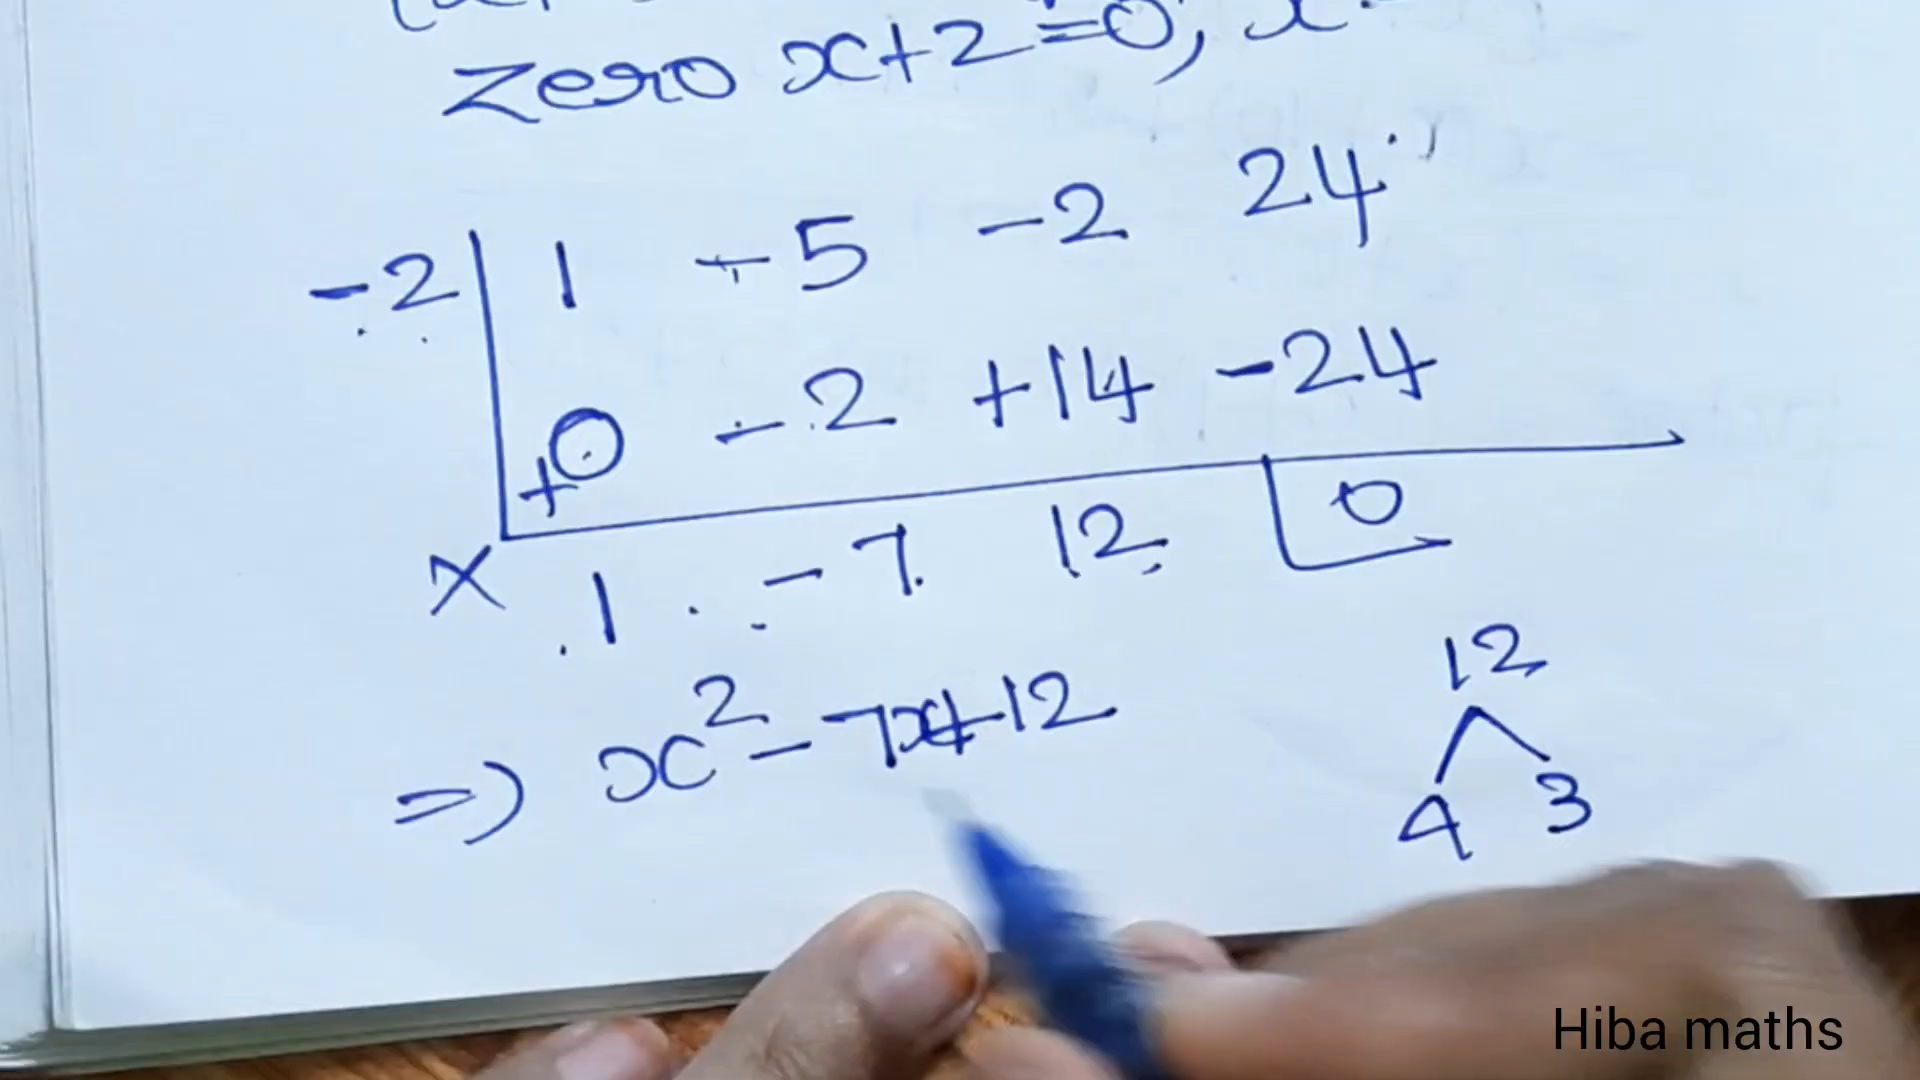 Zero x+2=0, x
-2 | 1 -5 -2 24
+0 -2 +14 -24
x 1 -7 12 0
=> x² - 7x+12
12
4 3
Hiba maths